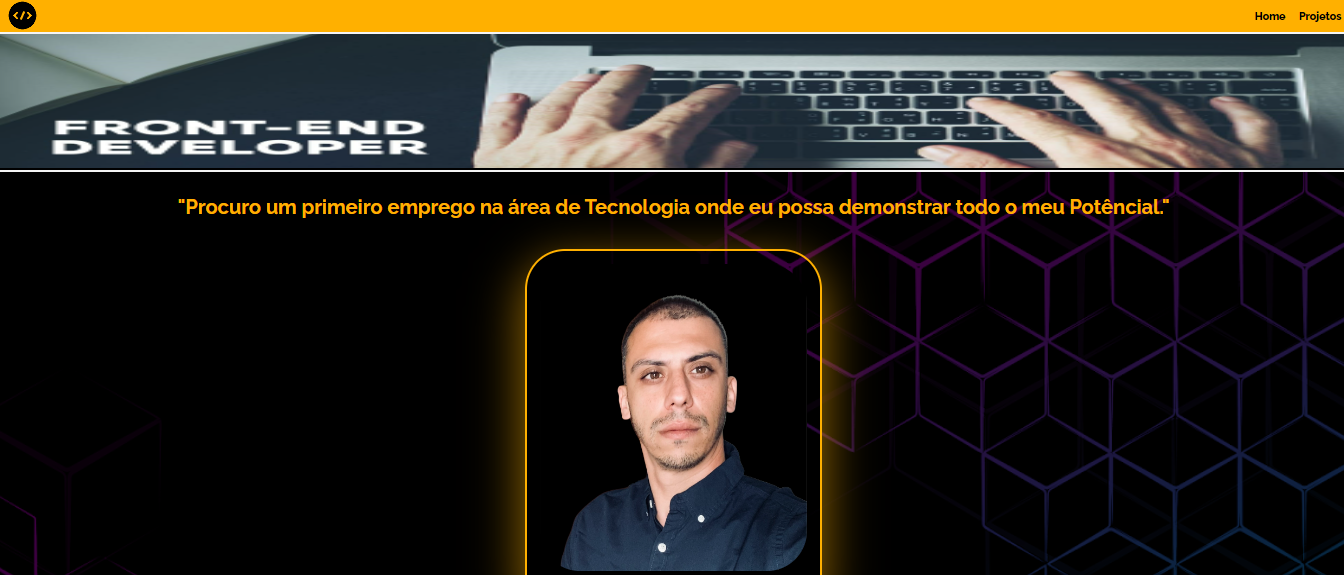 </>
Home Projetos
FRONT-END
DEVELOPER
"Procuro um primeiro emprego na área de Tecnologia onde eu possa demonstrar todo o meu Potêncial."